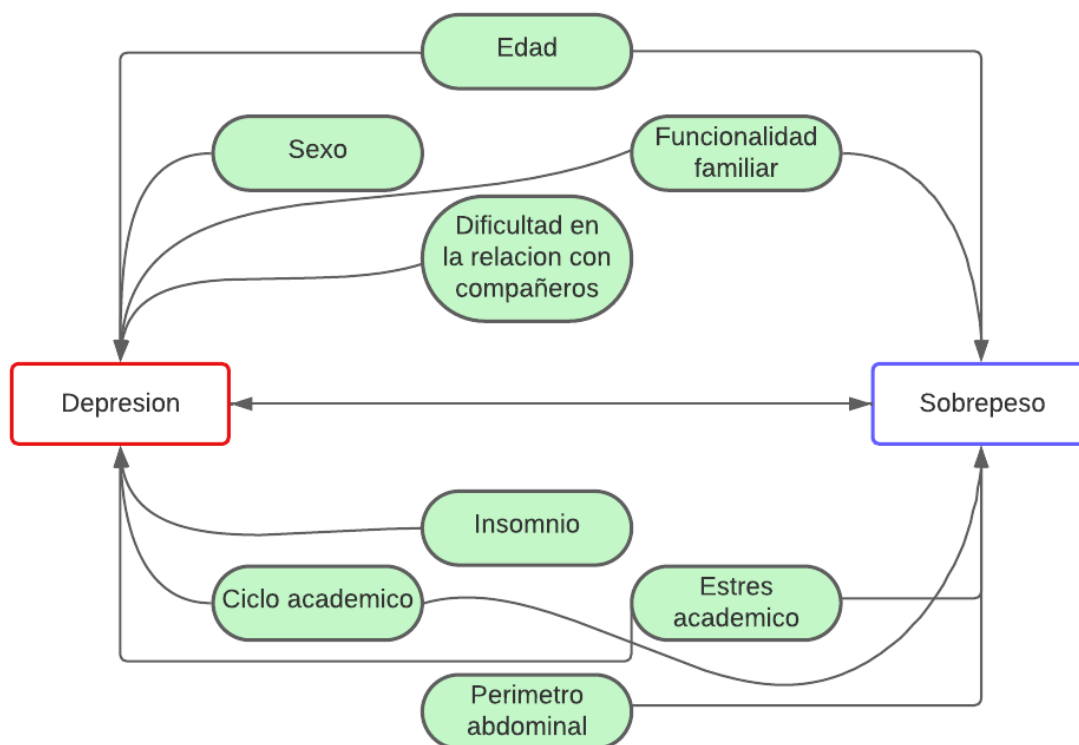 Edad
Sexo
Funcionalidad
familiar
Dificultad en
la relacion con
compañeros
Depresion
Sobrepeso
Insomnio
Ciclo academico
Estres
academico
Perimetro
abdominal